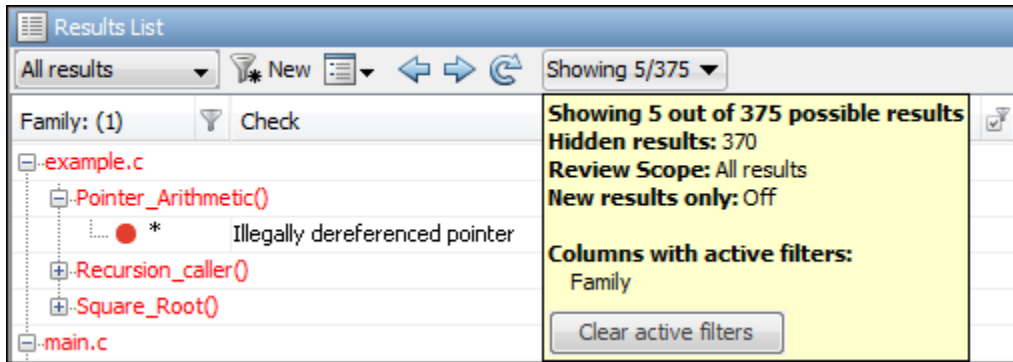 Results List
All results New Showing 5/375
Family: (1) Check
Showing 5 out of 375 possible results
Hidden results: 370
Review Scope: All results
New results only: Off
Columns with active filters:
Family
Clear active filters
example.c
Pointer_Arithmetic()
* Illegally dereferenced pointer
Recursion_caller()
Square_Root()
main.c